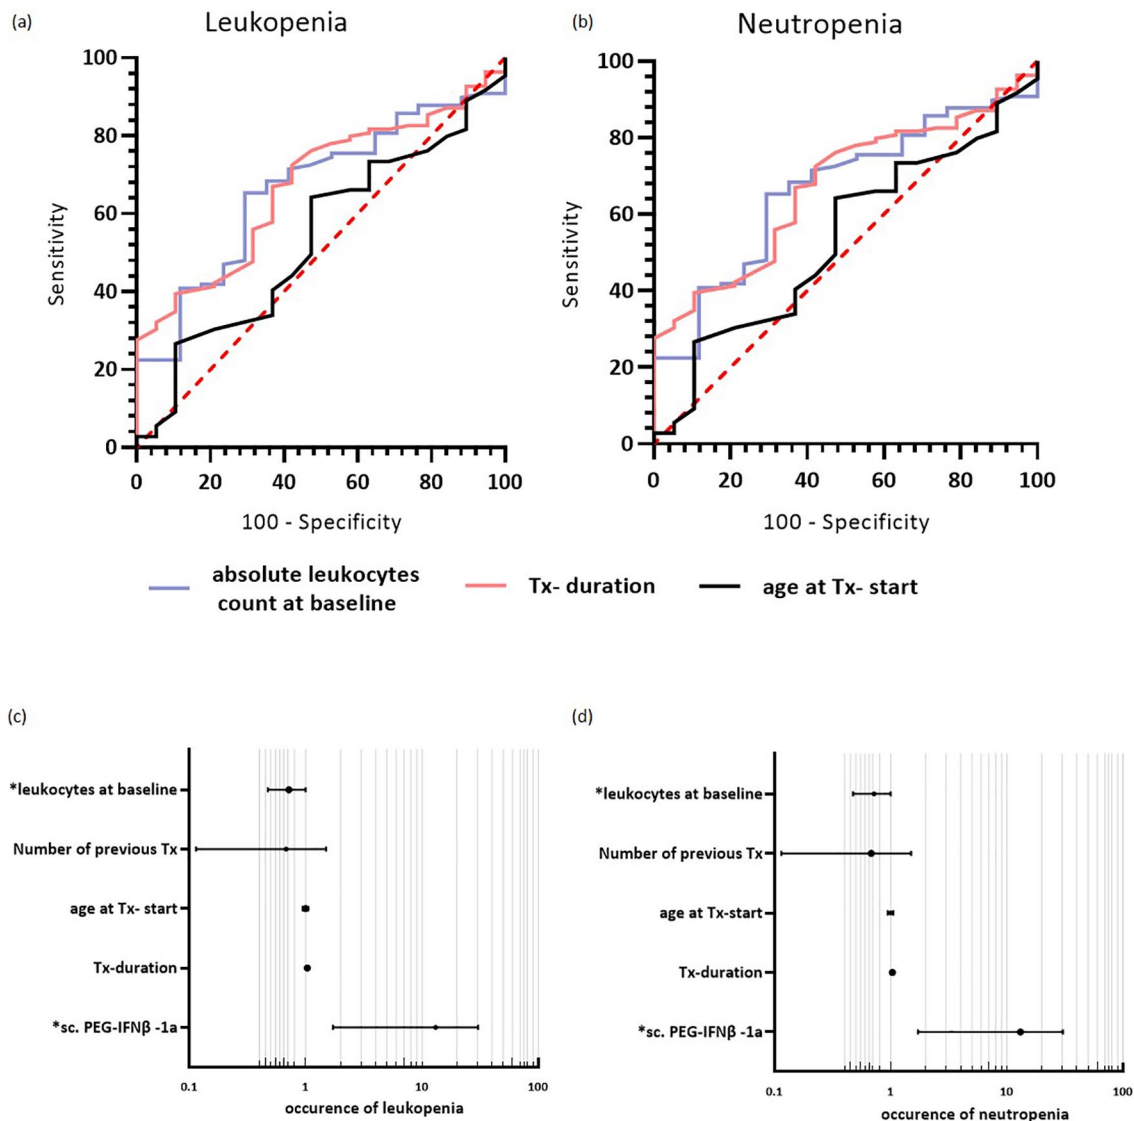 (a)
Leukopenia
100
80
60
40
20
0
Sensitivity
0 20 40 60 80 100
100 - Specificity
(b)
Neutropenia
100
80
60
40
20
0
Sensitivity
0 20 40 60 80 100
100 - Specificity
absolute leukocytes
count at baseline
Tx- duration
age at Tx- start
(c)
*leukocytes at baseline
Number of previous Tx
age at Tx- start
Tx-duration
*sc. PEG-IFNβ -1a
0.1 1 10 100
occurence of leukopenia
(d)
*leukocytes at baseline
Number of previous Tx
age at Tx-start
Tx-duration
*sc. PEG-IFNβ -1a
0.1 1 10 100
occurence of neutropenia